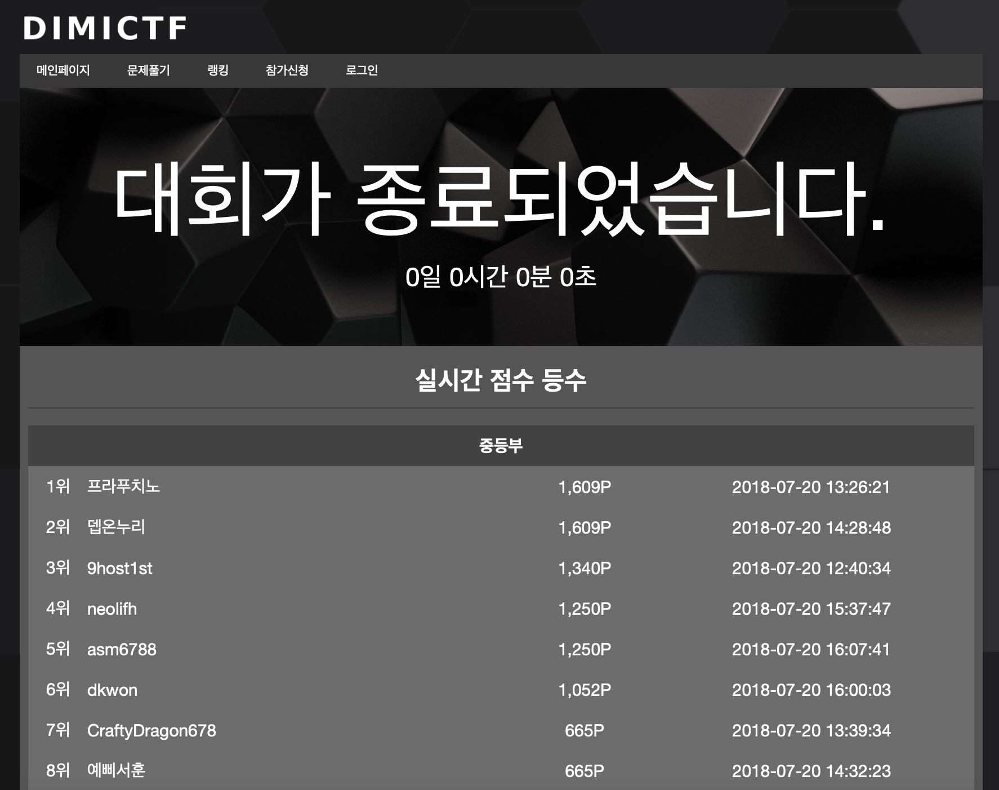 DIMICTF
메인페이지 문제풀기 랭킹 참가신청 로그인
대회가 종료되었습니다.
0일 0시간 0분 0초
실시간 점수 등수
중등부
1위 프라푸치노 1,609P 2018-07-20 13:26:21
2위 뎁온누리 1,609P 2018-07-20 14:28:48
3위 9host1st 1,340P 2018-07-20 12:40:34
4위 neolifh 1,250P 2018-07-20 15:37:47
5위 asm6788 1,250P 2018-07-20 16:07:41
6위 dkwon 1,052P 2018-07-20 16:00:03
7위 CraftyDragon678 665P 2018-07-20 13:39:34
8위 예삐서훈 665P 2018-07-20 14:32:23